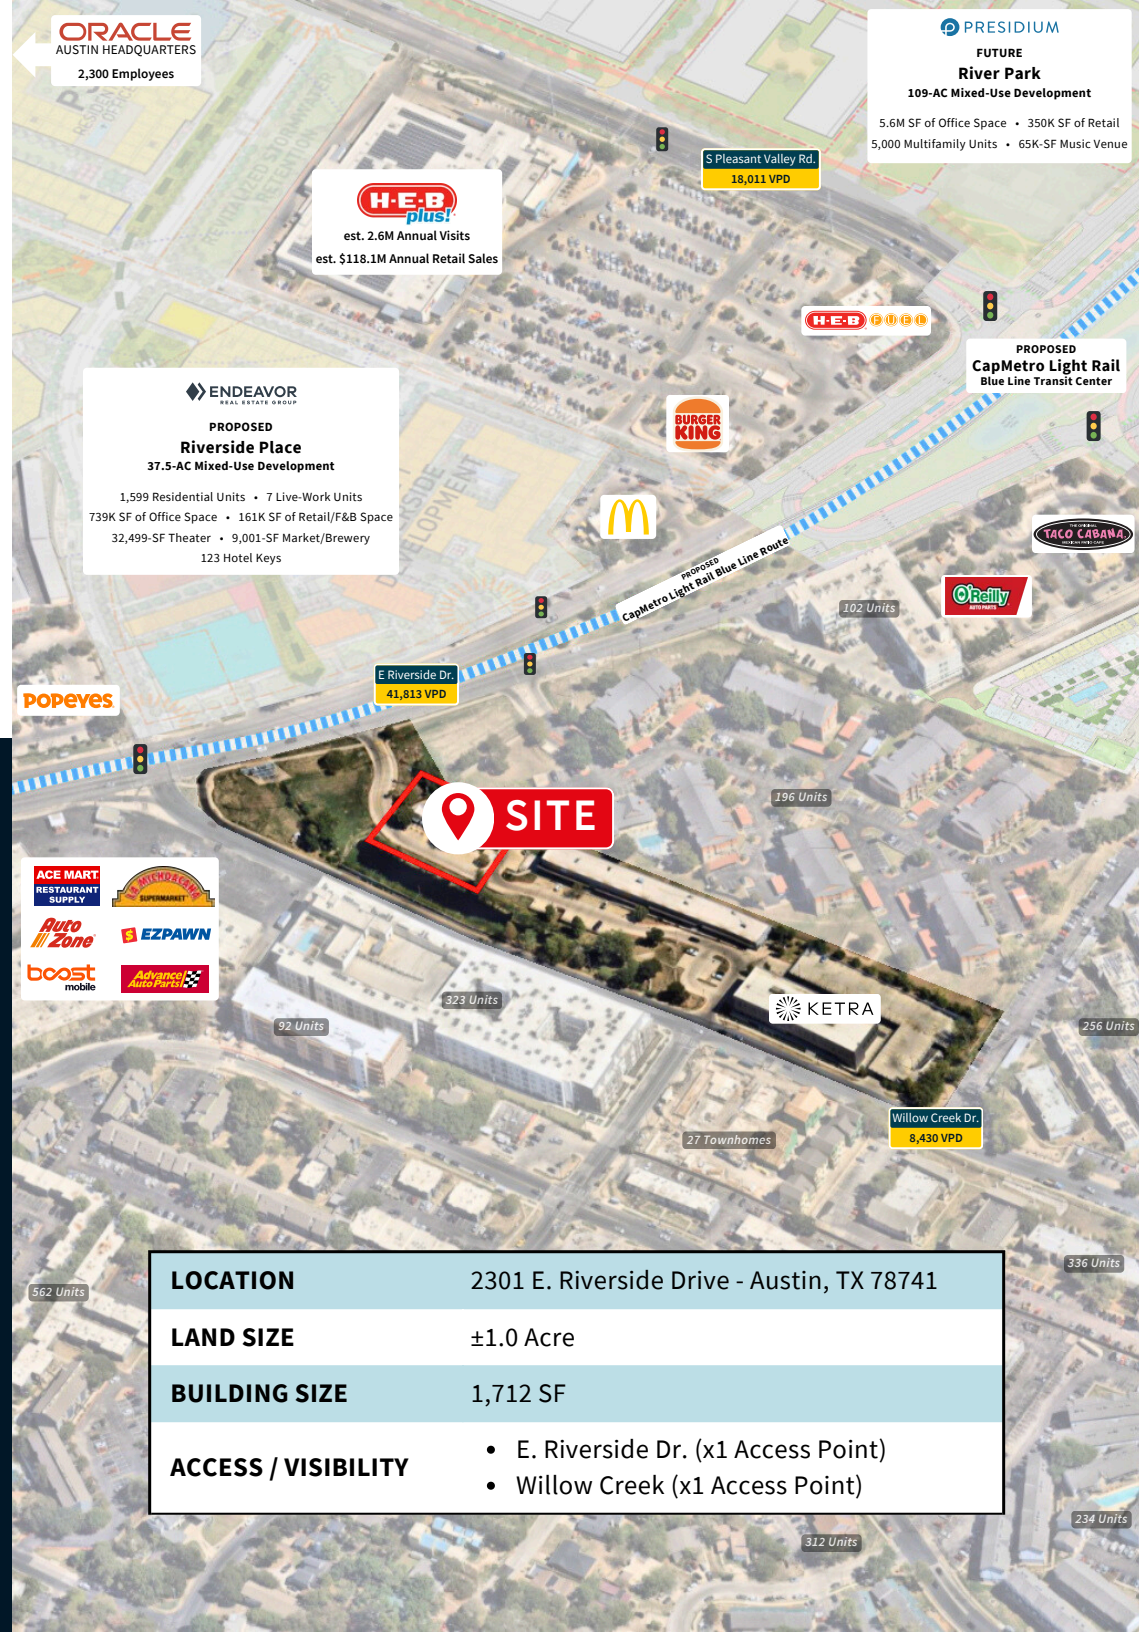 ORACLE
AUSTIN HEADQUARTERS
2,300 Employees
PRESIDIUM
FUTURE
River Park
109-AC Mixed-Use Development
5.6M SF of Office Space • 350K SF of Retail
5,000 Multifamily Units • 65K-SF Music Venue
S Pleasant Valley Rd.
18,011 VPD
H-E-B
plus!
est. 2.6M Annual Visits
est. $118.1M Annual Retail Sales
H-E-B FUEL
PROPOSED
CapMetro Light Rail
Blue Line Transit Center
ENDEAVOR
REAL ESTATE GROUP
PROPOSED
Riverside Place
37.5-AC Mixed-Use Development
1,599 Residential Units • 7 Live-Work Units
739K SF of Office Space • 161K SF of Retail/F&B Space
32,499-SF Theater • 9,001-SF Market/Brewery
123 Hotel Keys
BURGER
KING
THE ORIGINAL
TACO CABANA
MEXICAN PATIO CAFE
PROPOSED
CapMetro Light Rail Blue Line Route
O'Reilly
AUTO PARTS
102 Units
E Riverside Dr.
41,813 VPD
POPEYES
SITE
196 Units
ACE MART
RESTAURANT
SUPPLY
LA MICHOACANA
SUPERMARKET
Auto
Zone
EZPAWN
boost
mobile
Advance
Auto Parts
KETRA
323 Units
92 Units
256 Units
Willow Creek Dr.
8,430 VPD
27 Townhomes
336 Units
562 Units
LOCATION 2301 E. Riverside Drive - Austin, TX 78741
LAND SIZE ±1.0 Acre
BUILDING SIZE 1,712 SF
ACCESS / VISIBILITY
• E. Riverside Dr. (x1 Access Point)
• Willow Creek (x1 Access Point)
234 Units
312 Units